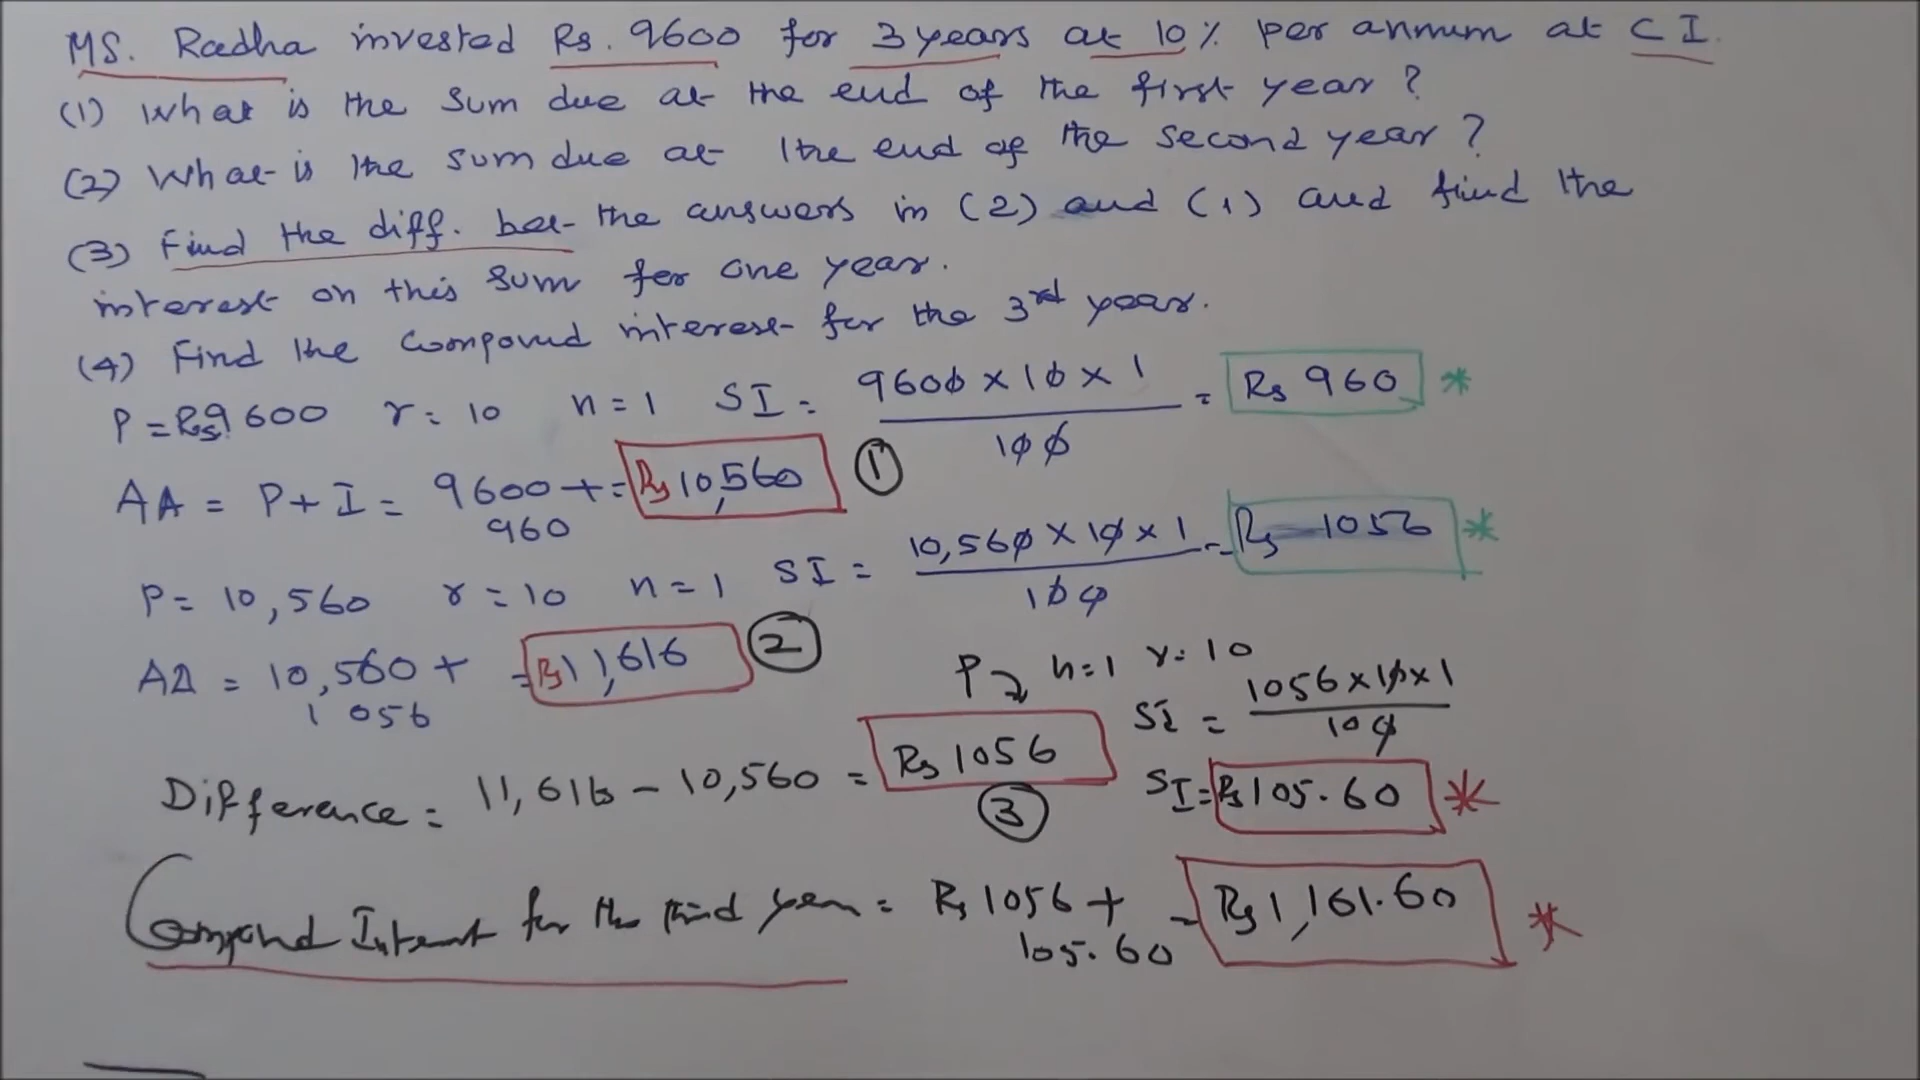 MS. Radha invested Rs. 9600 for 3 years at 10% per annum at C I.
(1) What is the sum due at the end of the first year?
(2) What is the sum due at the end of the second year?
(3) Find the diff. bet the answers in (2) and (1) and find the
interest on this sum for one year.
(4) Find the Compound interest for the 3rd year.
P = Rs 9600 r = 10 n = 1 SI = 9600 × 10 × 1 = Rs 960 *
100
AA = P + I = 9600 + = Rs 10,560 ①
960
P = 10,560 r = 10 n = 1 SI = 10,560 × 10 × 1 = Rs 1056 *
100
AA = 10,560 + = Rs 11,616 ②
1056
P n = 1 r = 10
SI = 1056 × 10 × 1
100
Difference = 11,616 - 10,560 = Rs 1056 SI = Rs 105.60 *
③
Compound Interest for the third year = Rs 1056 + = Rs 1,161.60 *
105.60